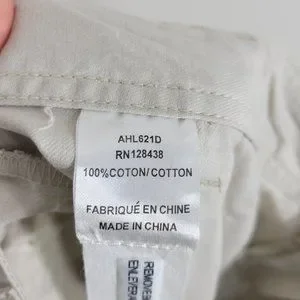 AHL621D
RN128438
100%COTON/COTTON
FABRIQUÉ EN CHINE
MADE IN CHINA